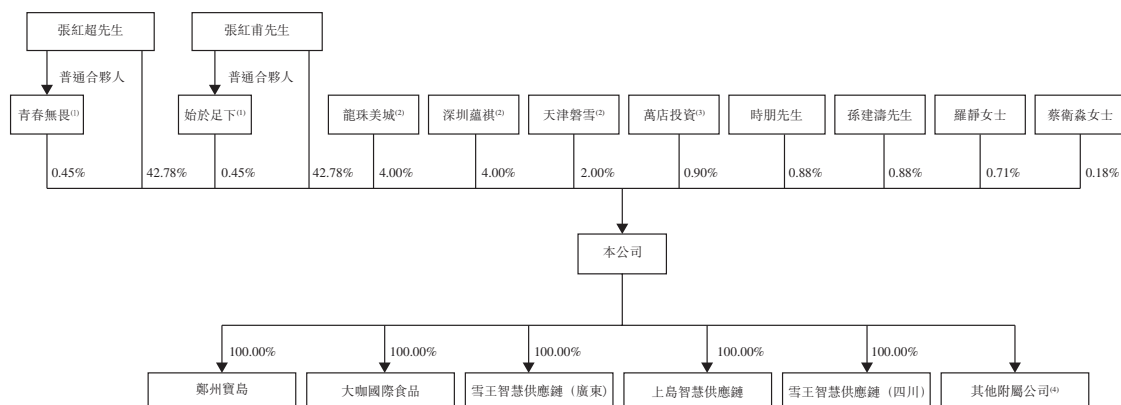 張紅超先生
張紅甫先生
普通合夥人
普通合夥人
青春無畏(1)
始於足下(1)
龍珠美城(2)
深圳蘊祺(2)
天津磐雪(2)
萬店投資(3)
時朋先生
孫建濤先生
羅靜女士
蔡衛淼女士
0.45%
42.78%
0.45%
42.78%
4.00%
4.00%
2.00%
0.90%
0.88%
0.88%
0.71%
0.18%
本公司
100.00%
100.00%
100.00%
100.00%
100.00%
鄭州寶島
大咖國際食品
雪王智慧供應鏈（廣東）
上島智慧供應鏈
雪王智慧供應鏈（四川）
其他附屬公司(4)